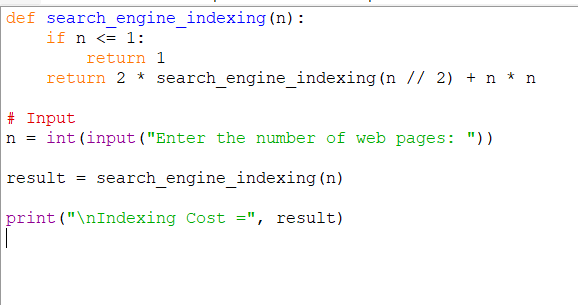 def search_engine_indexing(n):
    if n <= 1:
        return 1
    return 2 * search_engine_indexing(n // 2) + n * n

# Input
n = int(input("Enter the number of web pages: "))

result = search_engine_indexing(n)

print("\nIndexing Cost =", result)